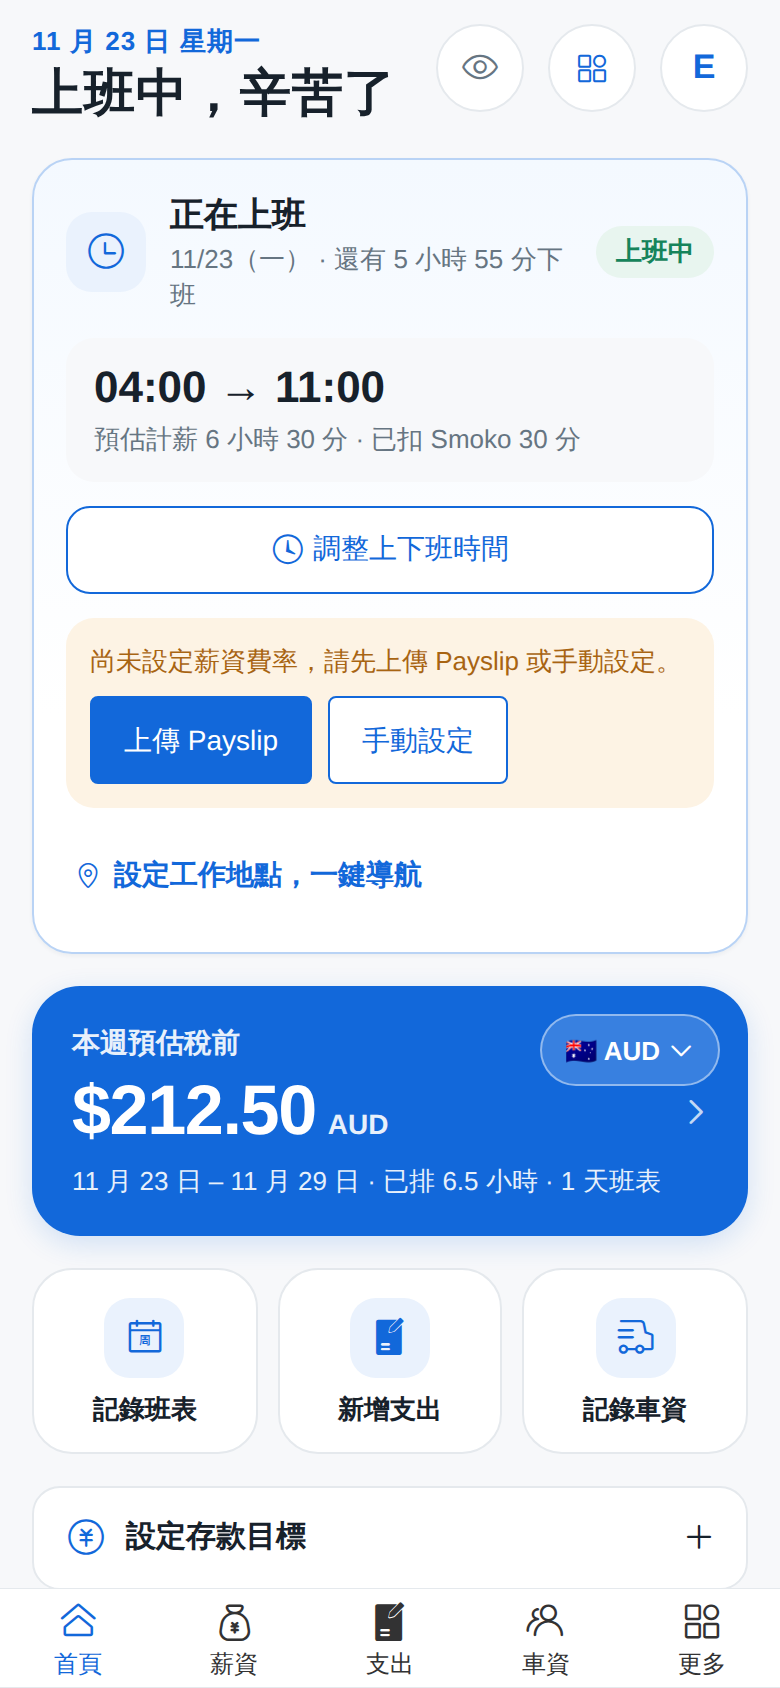 11 月 23 日 星期一
上班中，辛苦了
E
正在上班
11/23（一） · 還有 5 小時 55 分下
班
上班中
04:00 → 11:00
預估計薪 6 小時 30 分 · 已扣 Smoko 30 分
調整上下班時間
尚未設定薪資費率，請先上傳 Payslip 或手動設定。
上傳 Payslip
手動設定
設定工作地點，一鍵導航
本週預估稅前
AUD
$212.50 AUD
11 月 23 日 – 11 月 29 日 · 已排 6.5 小時 · 1 天班表
周
記錄班表
新增支出
記錄車資
¥
設定存款目標
首頁
¥
薪資
支出
車資
更多